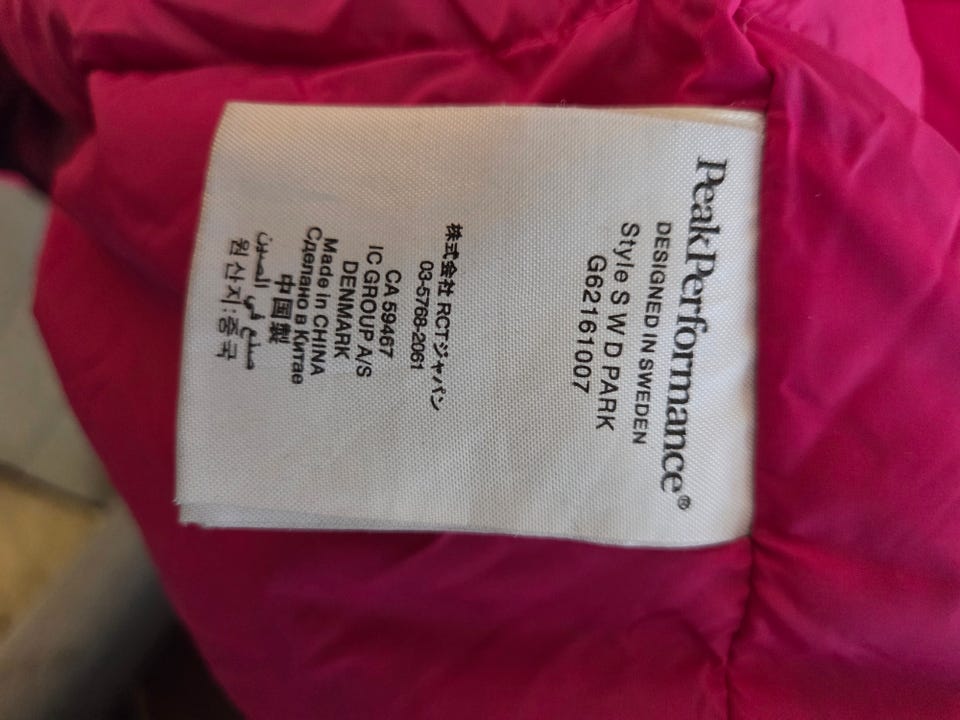 PeakPerformance®
DESIGNED IN SWEDEN
Style S W D PARK
G62161007
株式会社 RCTジャパン
03-5768-2061
CA 59467
IC GROUP A/S
DENMARK
Made in CHINA
Сделано в Китае
中国製
صنع في الصين
원산지:중국